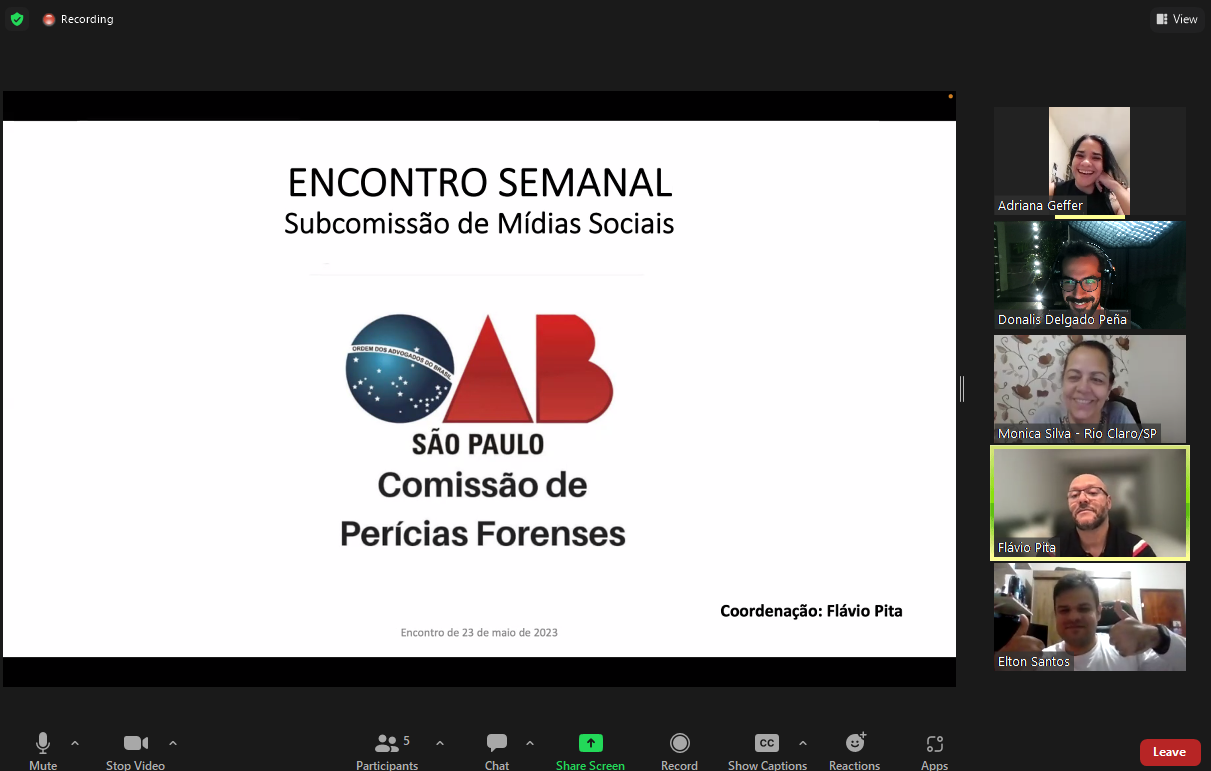 Recording
View
ENCONTRO SEMANAL
Subcomissão de Mídias Sociais
ORDEM DOS ADVOGADOS DO BRASIL
OAB
SÃO PAULO
Comissão de
Perícias Forenses
Coordenação: Flávio Pita
Encontro de 23 de maio de 2023
Adriana Geffer
Donalis Delgado Peña
Monica Silva - Rio Claro/SP
Flávio Pita
Elton Santos
Mute
Stop Video
5
Participants
Chat
Share Screen
Record
CC
Show Captions
Reactions
Apps
Leave